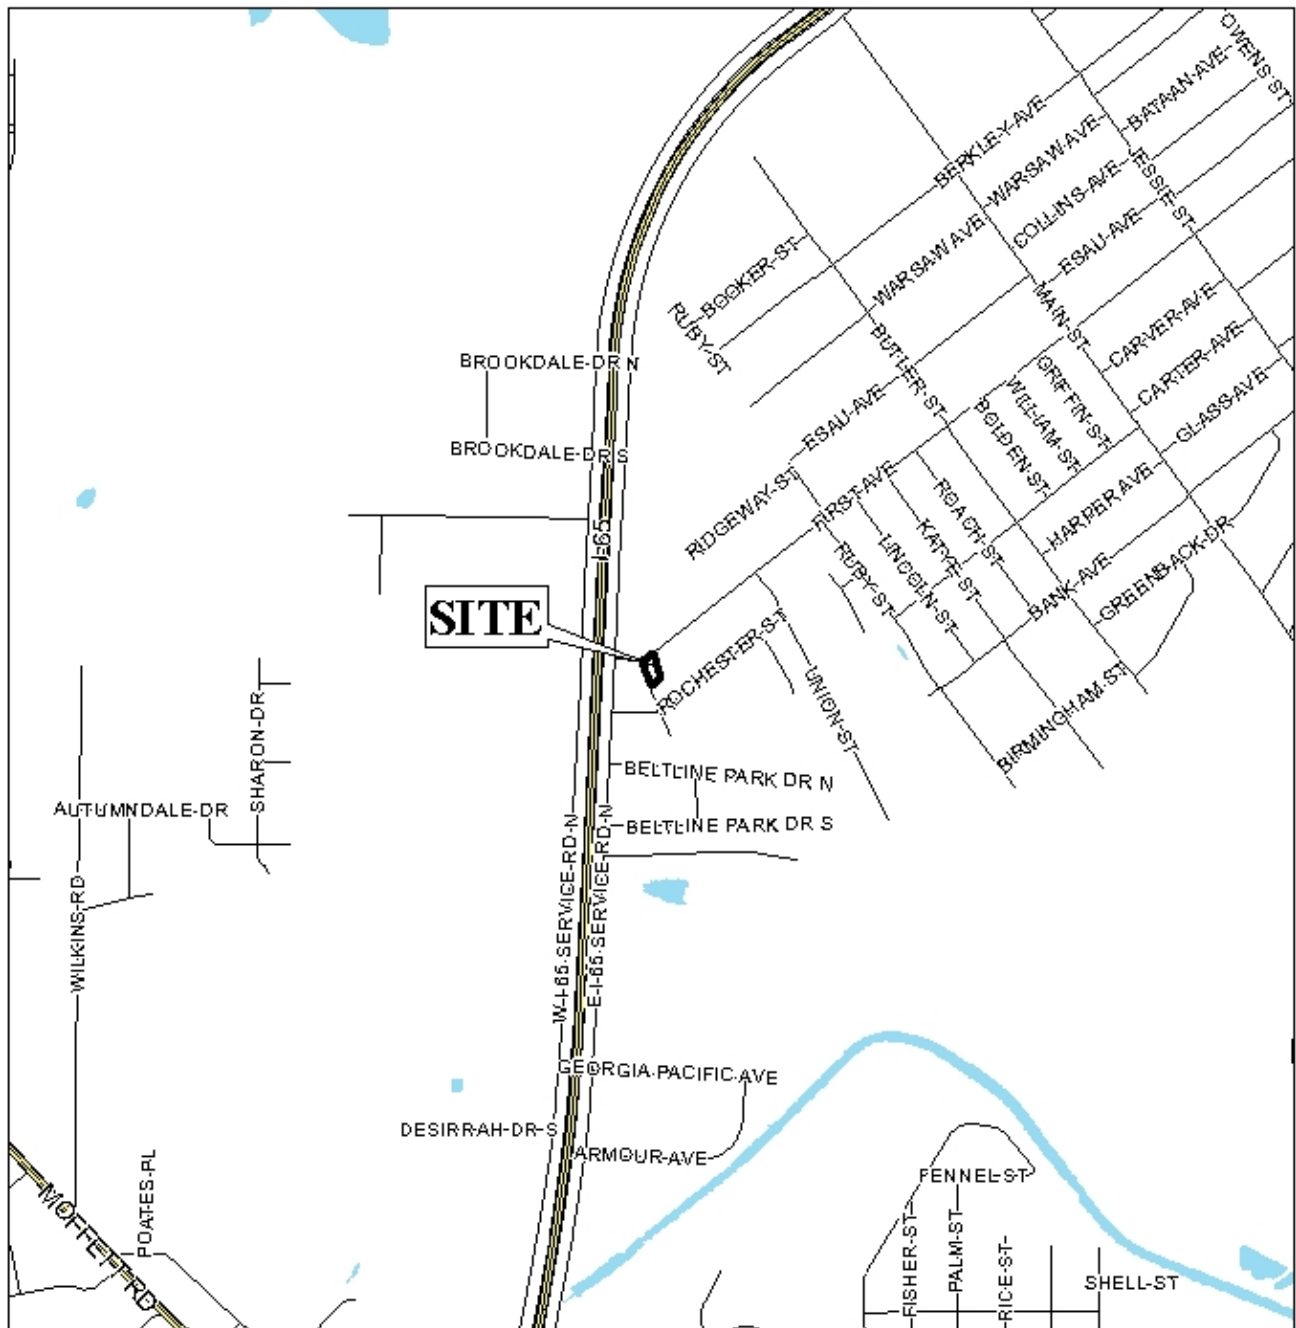 OWENS-ST
BATAAN-AVE
BERKLEY-AVE
WARSAW AVE
JESSIE ST
COLLINS-AVE
ESAU-AVE
BOOKER-ST
WARSAW AVE
RUBY-ST
MAIN-ST
CARVER-AVE
BUTLER-ST
CARTER-AVE
BROOKDALE-DR N
GRIFFIN-ST
WILLIAM-ST
GLASS-AVE
ESAU-AVE
BOLDEN-ST
BROOKDALE-DR S
RIDGEWAY-ST
FIRST-AVE
ROACH-ST
HARPER AVE
I-65
KATYE ST
LINCOLN-ST
RUBY-ST
BANK-AVE
GREENBACK-DR
SITE
ROCHESTER-ST
UNION-ST
BIRMINGHAM-ST
SHARON-DR
BELTLINE PARK DR N
AUTUMNDALE-DR
BELTLINE PARK DR S
W-I-65-SERVICE-RD-N
E-I-65-SERVICE-RD-N
WILKINS-RD
GEORGIA-PACIFIC-AVE
DESIRRAH-DR-S
ARMOUR-AVE
POATES-PL
MOFFETT-RD
FENNEL-ST
FISHER-ST
PALM-ST
RICE-ST
SHELL-ST